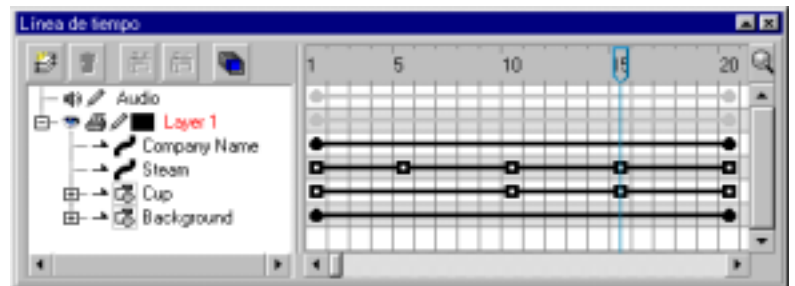 Línea de tiempo
1 5 10 15 20
Audio
Layer 1
Company Name
Steam
Cup
Background